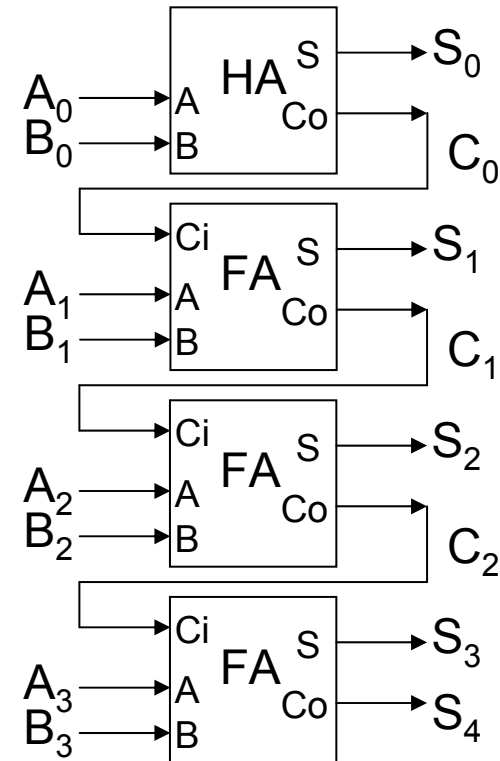 S S₀
HA
A₀ A Co
B₀ B C₀
Ci S S₁
FA
A₁ A Co
B₁ B C₁
Ci S S₂
FA
A₂ A Co
B₂ B C₂
Ci S S₃
FA
A₃ A Co S₄
B₃ B